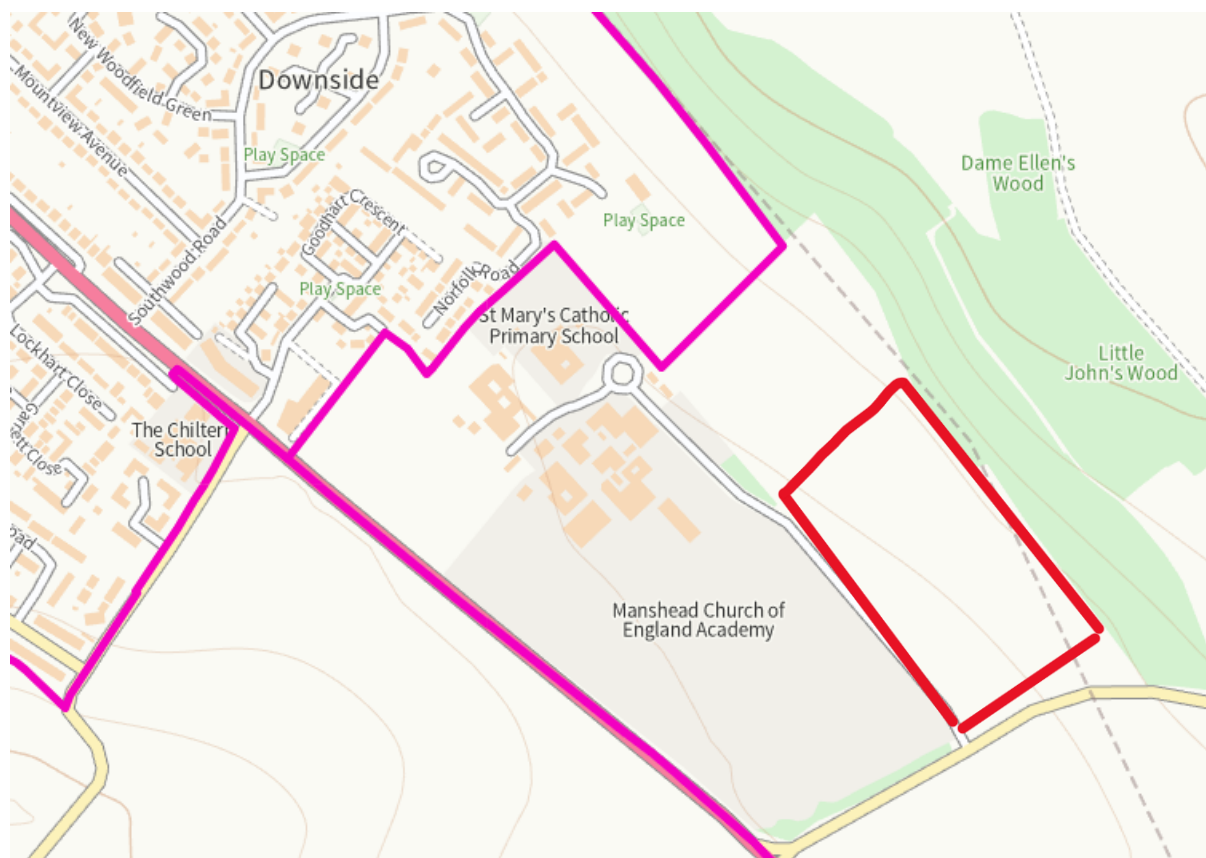 New Woodfield Green
Downside
Mountview Avenue
Play Space
Dame Ellen's
Wood
Goodhart Crescent
Play Space
Southwood Road
Norfolk Road
Play Space
St Mary's Catholic
Primary School
Lockhart Close
Little
John's Wood
The Chiltern
School
Manshead Church of
England Academy